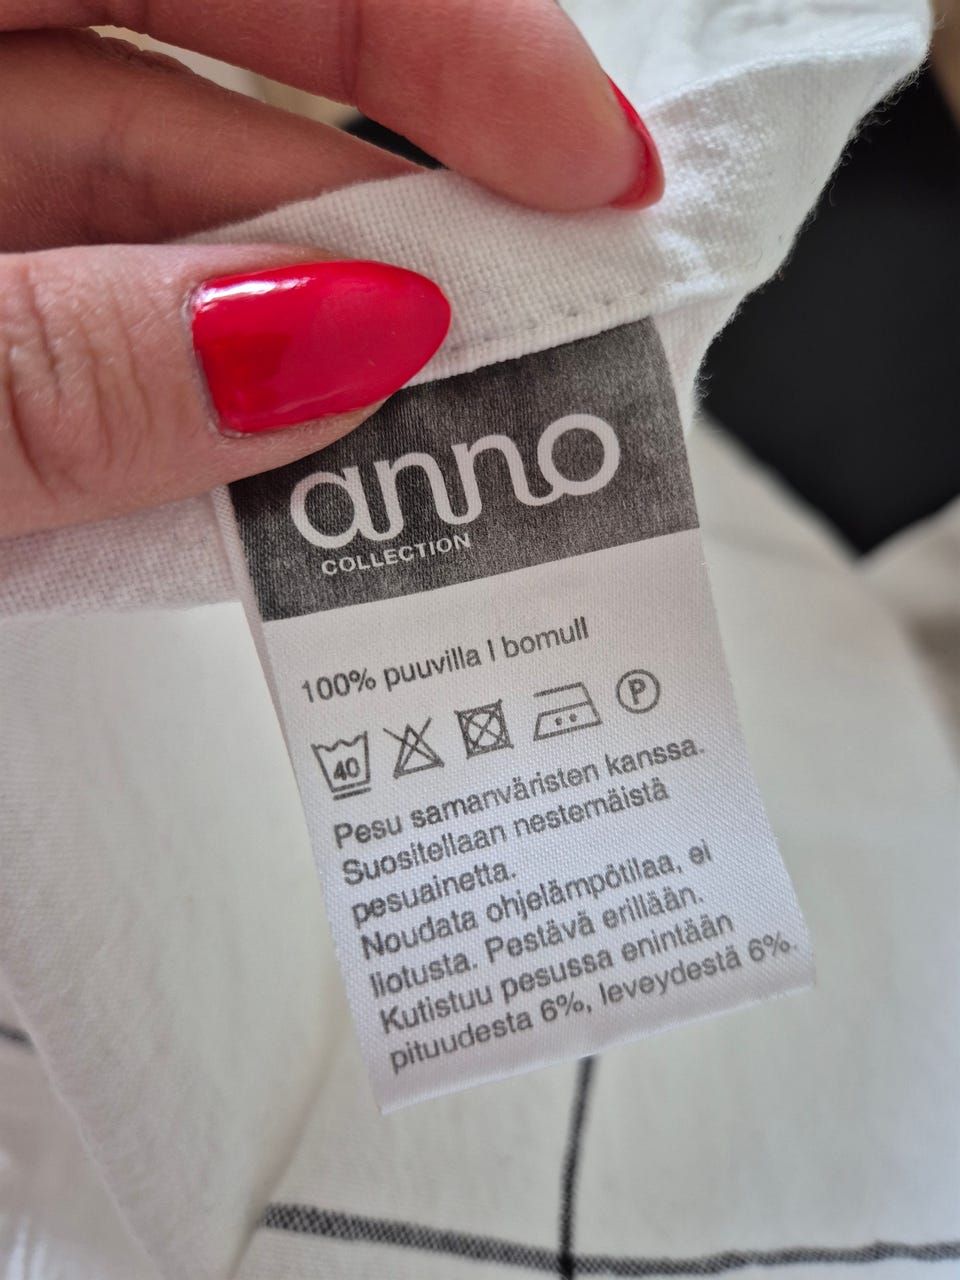 anno
COLLECTION
100% puuvilla | bomull
40 P
Pesu samanväristen kanssa.
Suositellaan nestemäistä
pesuainetta.
Noudata ohjelämpötilaa, ei
liotusta. Pestävä erillään.
Kutistuu pesussa enintään
pituudesta 6%, leveydestä 6%.